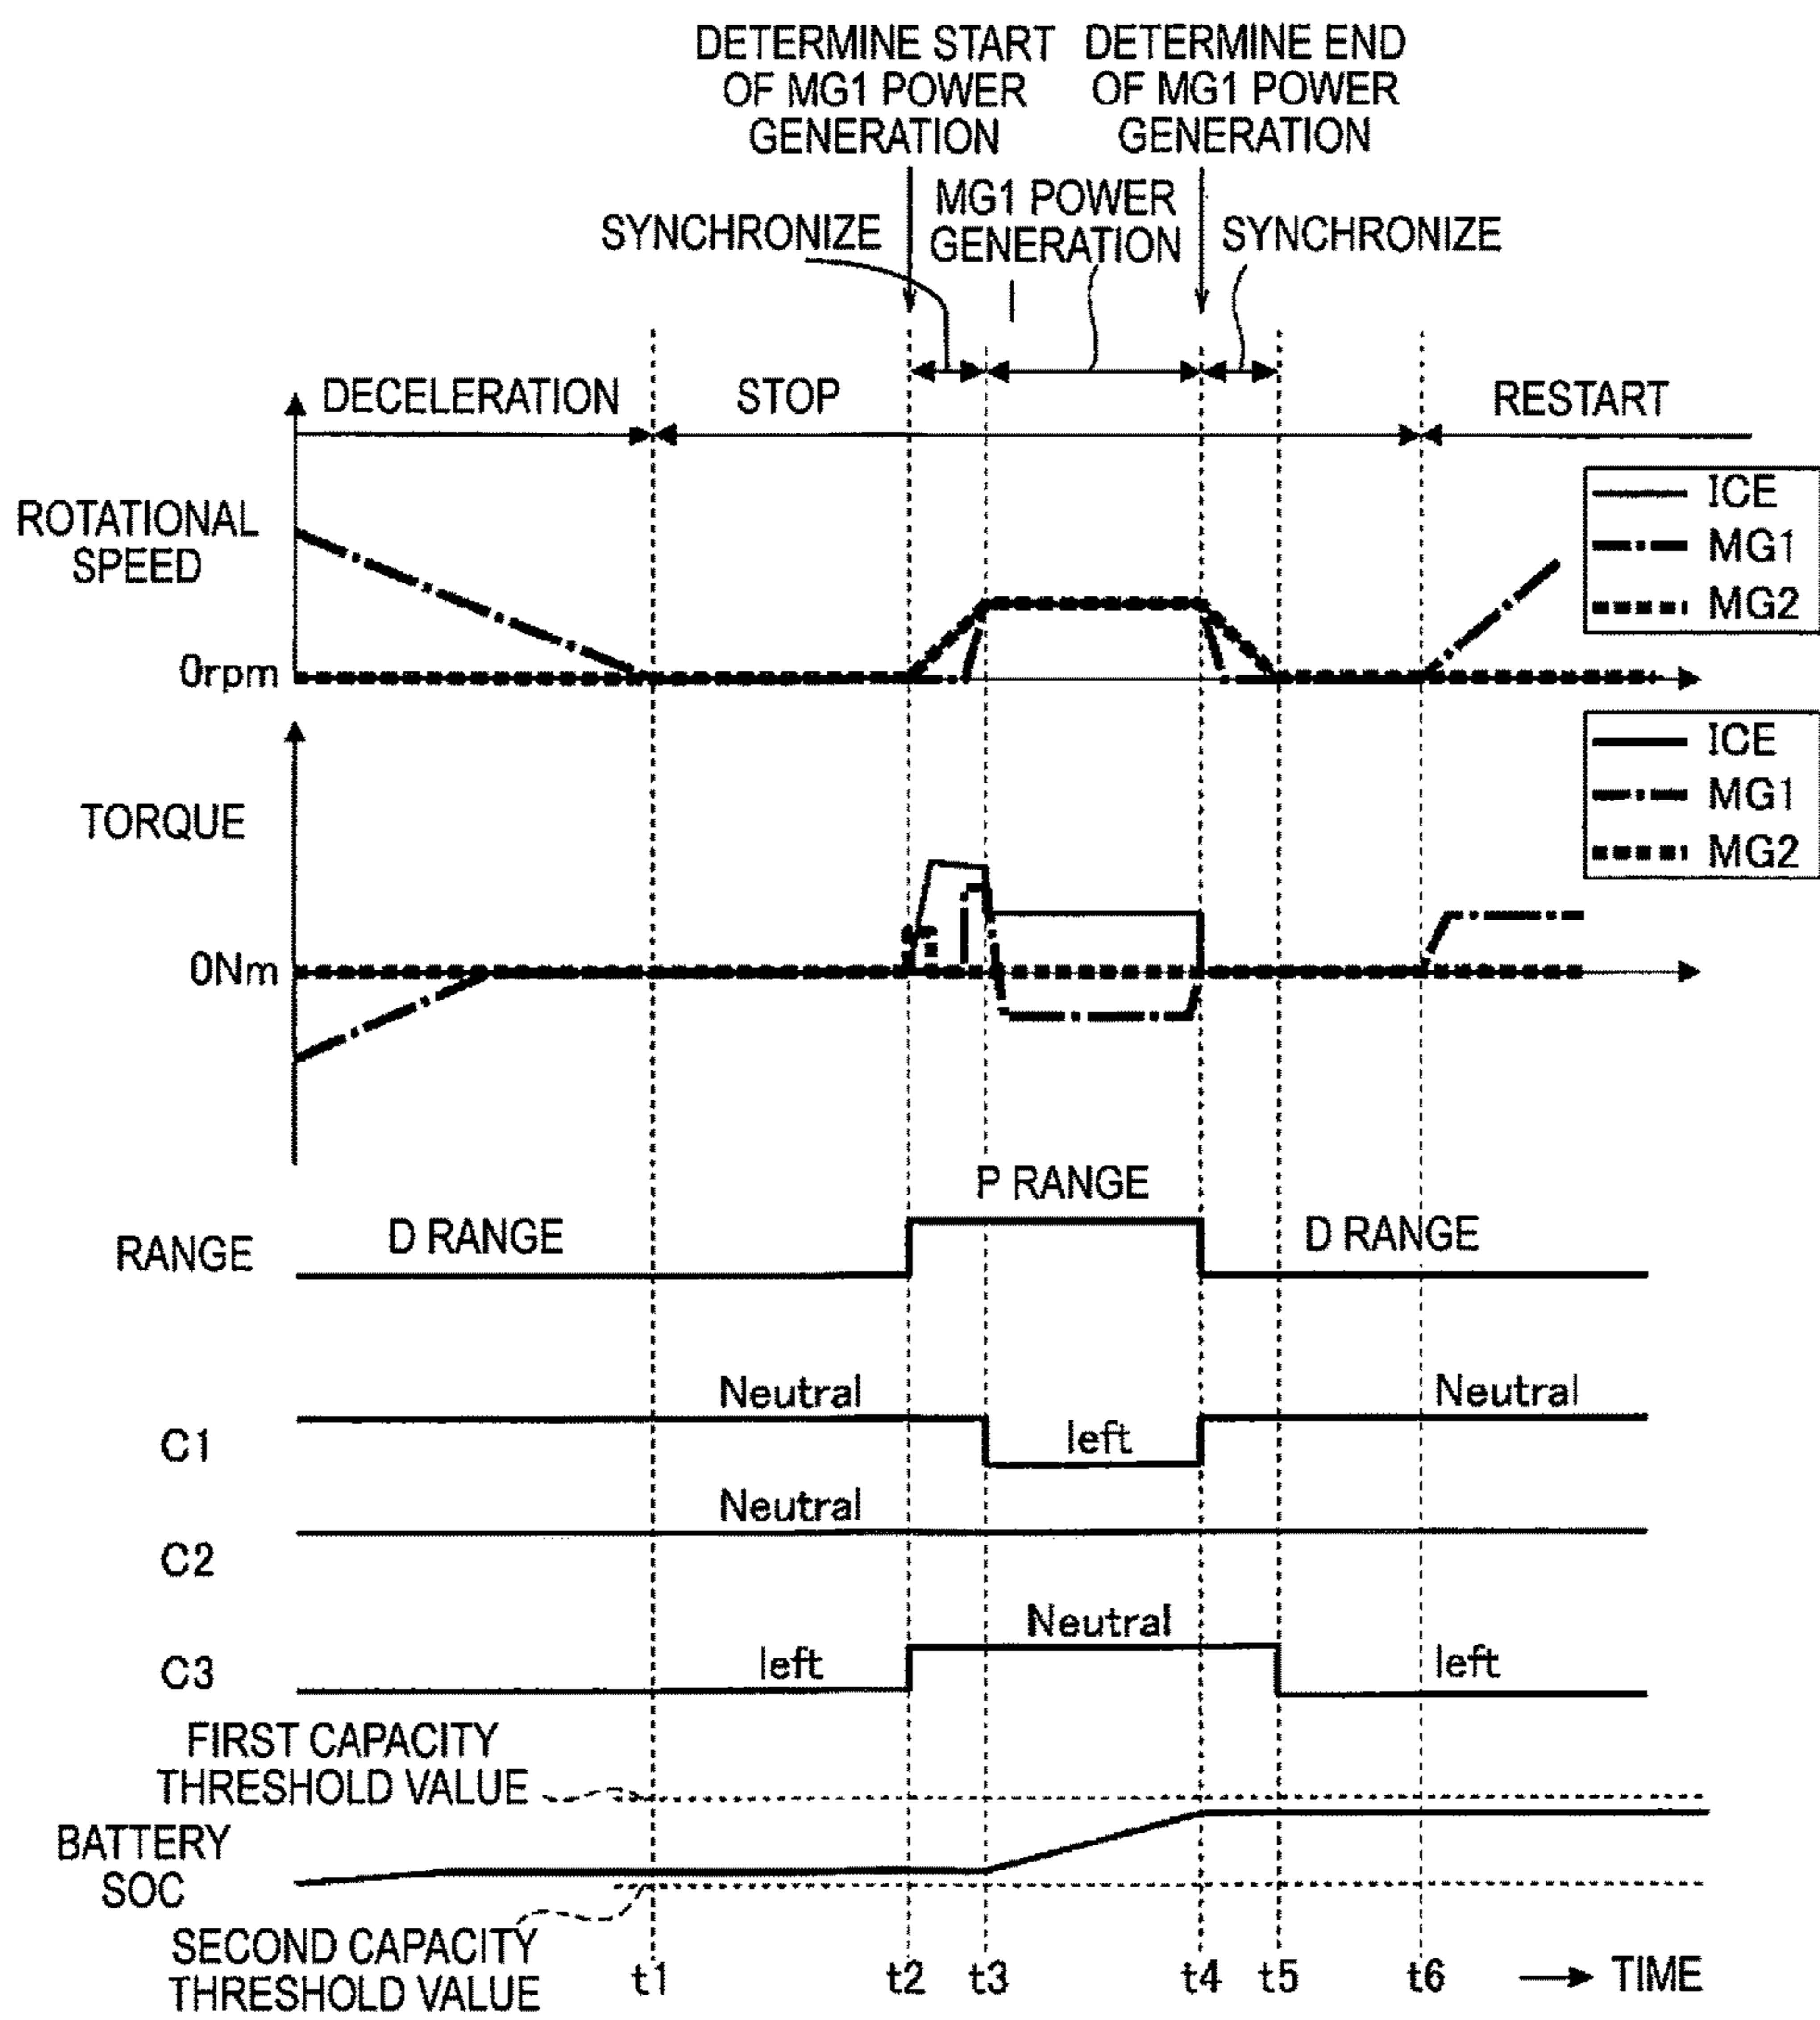 DETERMINE START
OF MG1 POWER
GENERATION
DETERMINE END
OF MG1 POWER
GENERATION
SYNCHRONIZE
MG1 POWER
GENERATION
SYNCHRONIZE
DECELERATION
STOP
RESTART
ROTATIONAL
SPEED
ICE
MG1
MG2
0rpm
TORQUE
ICE
MG1
MG2
0Nm
P RANGE
RANGE
D RANGE
D RANGE
Neutral
left
Neutral
C1
Neutral
C2
Neutral
left
left
C3
FIRST CAPACITY
THRESHOLD VALUE
BATTERY
SOC
SECOND CAPACITY
THRESHOLD VALUE
t1
t2
t3
t4
t5
t6
TIME